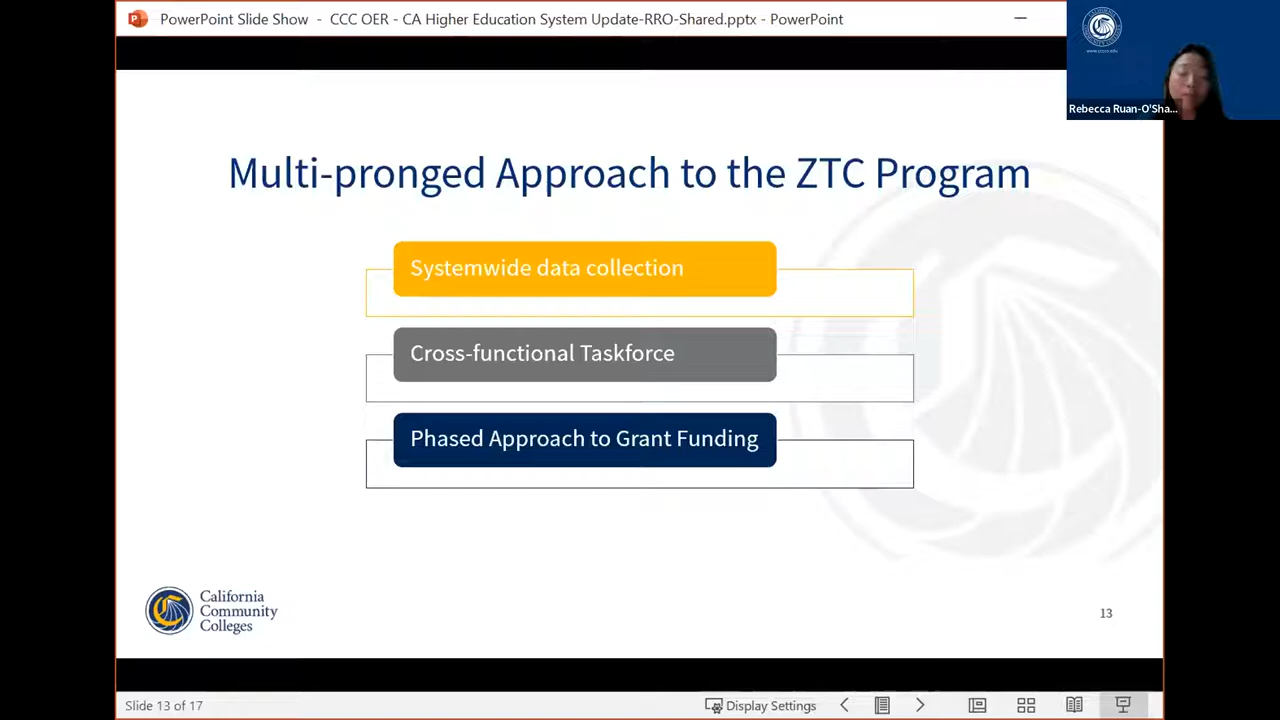 PowerPoint Slide Show - CCC OER - CA Higher Education System Update-RRO-Shared.pptx - PowerPoint
Rebecca Ruan-O'Sha...
Multi-pronged Approach to the ZTC Program
Systemwide data collection
Cross-functional Taskforce
Phased Approach to Grant Funding
California
Community
Colleges
13
Slide 13 of 17
Display Settings